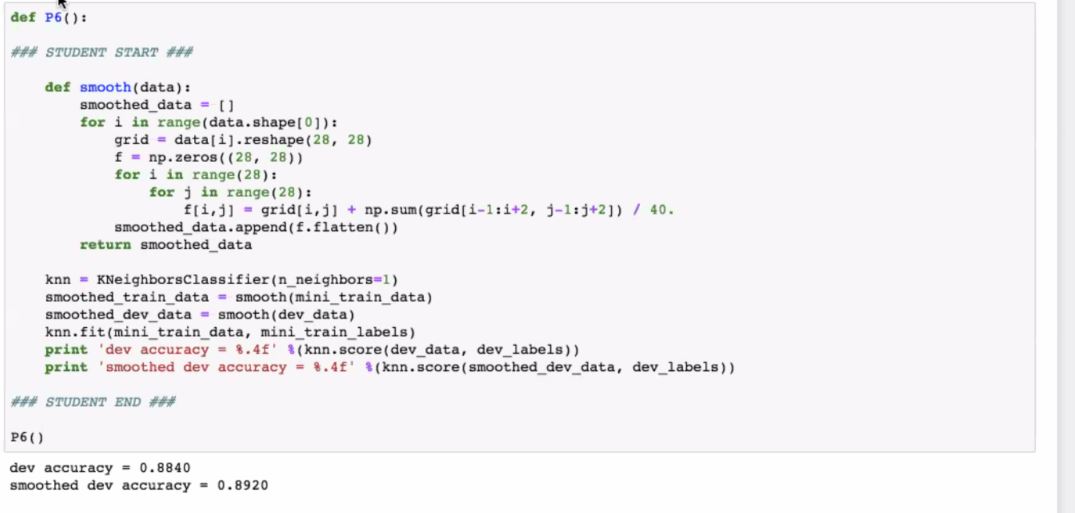 def P6():
### STUDENT START ###
    def smooth(data):
        smoothed_data = []
        for i in range(data.shape[0]):
            grid = data[i].reshape(28, 28)
            f = np.zeros((28, 28))
            for i in range(28):
                for j in range(28):
                    f[i,j] = grid[i,j] + np.sum(grid[i-1:i+2, j-1:j+2]) / 40.
            smoothed_data.append(f.flatten())
        return smoothed_data
    knn = KNeighborsClassifier(n_neighbors=1)
    smoothed_train_data = smooth(mini_train_data)
    smoothed_dev_data = smooth(dev_data)
    knn.fit(mini_train_data, mini_train_labels)
    print 'dev accuracy = %.4f' %(knn.score(dev_data, dev_labels))
    print 'smoothed dev accuracy = %.4f' %(knn.score(smoothed_dev_data, dev_labels))
### STUDENT END ###
P6()
dev accuracy = 0.8840
smoothed dev accuracy = 0.8920